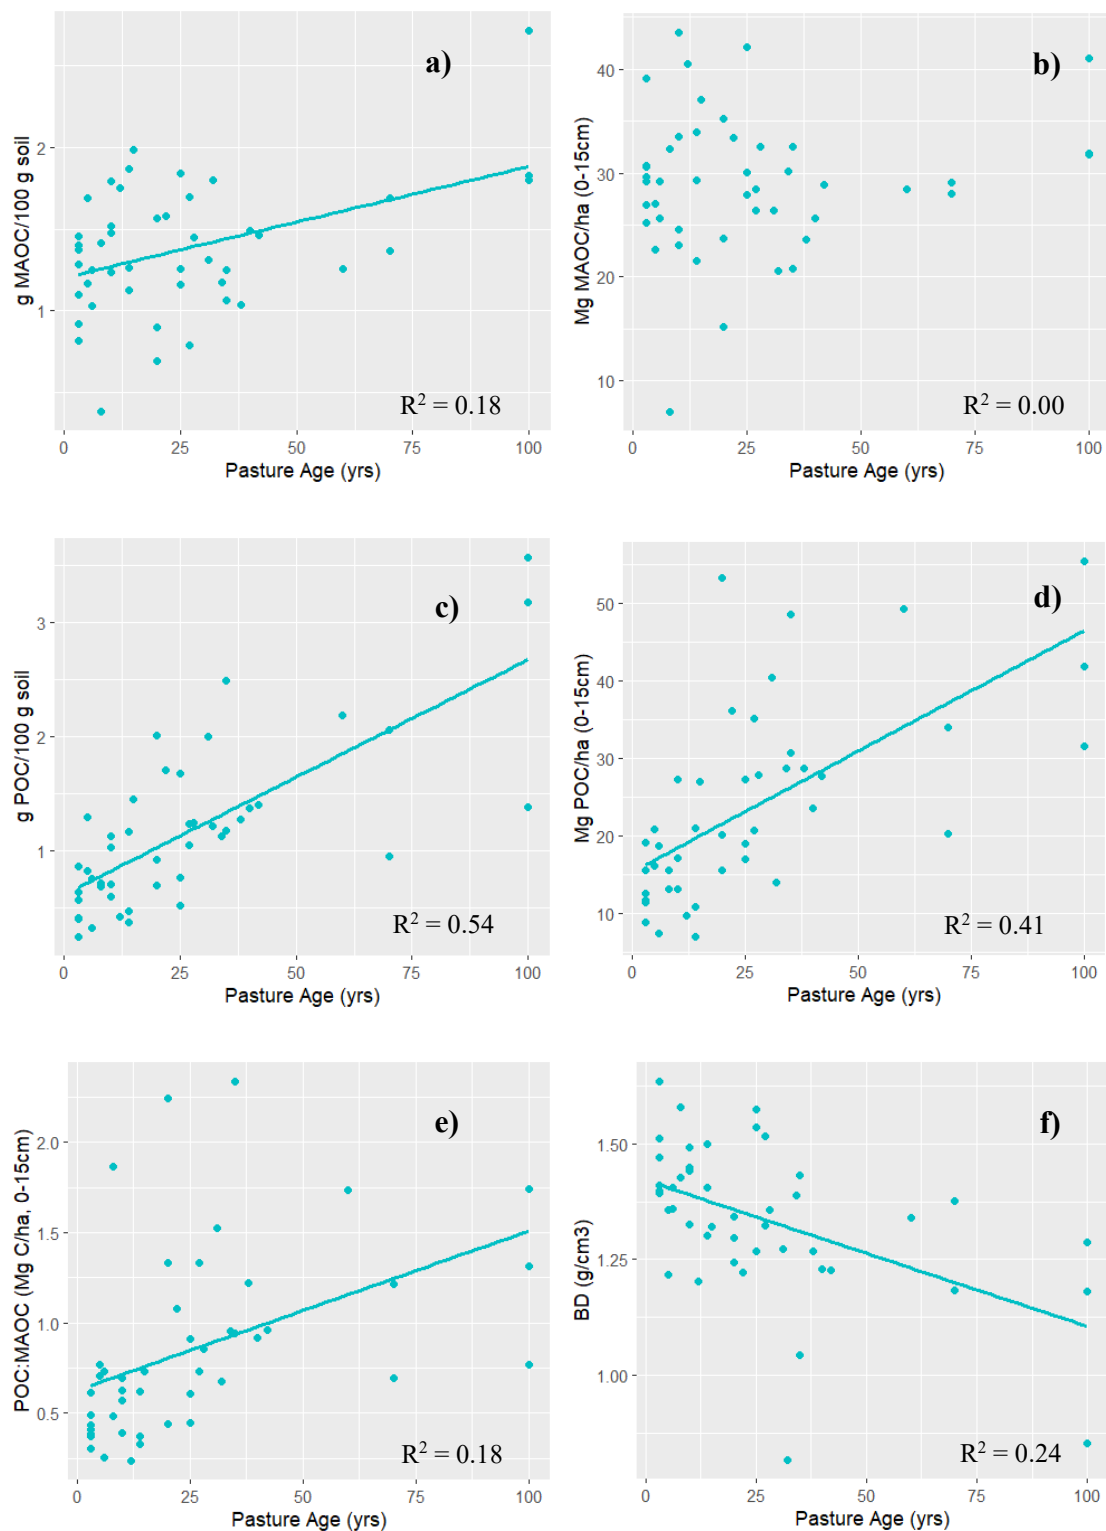 a)
g MAOC/100 g soil
2
1
R² = 0.18
0 25 50 75 100
Pasture Age (yrs)
b)
Mg MAOC/ha (0-15cm)
40
30
20
10
R² = 0.00
0 25 50 75 100
Pasture Age (yrs)
c)
g POC/100 g soil
3
2
1
R² = 0.54
0 25 50 75 100
Pasture Age (yrs)
d)
Mg POC/ha (0-15cm)
50
40
30
20
10
R² = 0.41
0 25 50 75 100
Pasture Age (yrs)
e)
POC:MAOC (Mg C/ha, 0-15cm)
2.0
1.5
1.0
0.5
R² = 0.18
0 25 50 75 100
Pasture Age (yrs)
f)
BD (g/cm3)
1.50
1.25
1.00
R² = 0.24
0 25 50 75 100
Pasture Age (yrs)